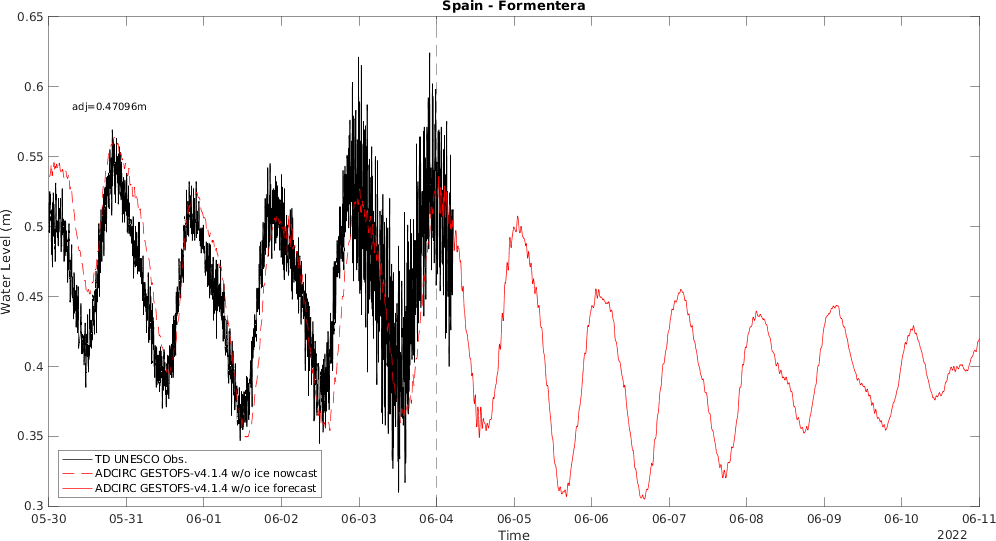 Spain - Formentera
0.65
0.6
0.55
0.5
0.45
0.4
0.35
0.3
Water Level (m)
adj=0.47096m
TD UNESCO Obs.
ADCIRC GESTOFS-v4.1.4 w/o ice nowcast
ADCIRC GESTOFS-v4.1.4 w/o ice forecast
05-30 05-31 06-01 06-02 06-03 06-04 06-05 06-06 06-07 06-08 06-09 06-10 06-11
Time
2022